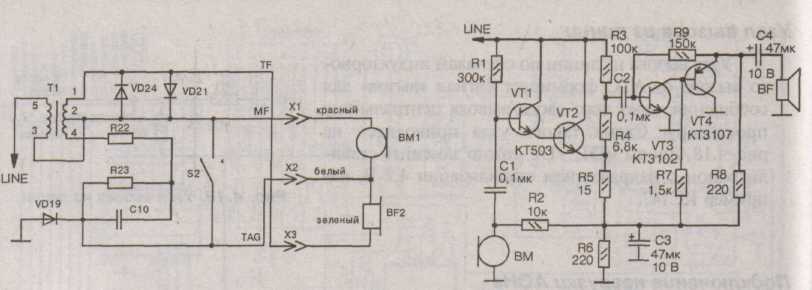 T1
5
3
1
2
4
LINE
VD24
VD21
R22
R23
C10
VD19
S2
TF
MF
TAG
X1
X2
X3
красный
белый
зеленый
BM1
BF2
LINE
R1
300к
VT1
VT2
КТ503
C1
0,1мк
R2
10к
BM
R3
100к
C2
0,1мк
R4
6,8к
R5
15
R6
220
VT3
КТ3102
VT4
КТ3107
R7
1,5к
R8
220
R9
150к
C3
+
47мк
10 В
C4
+
47мк
10 В
BF